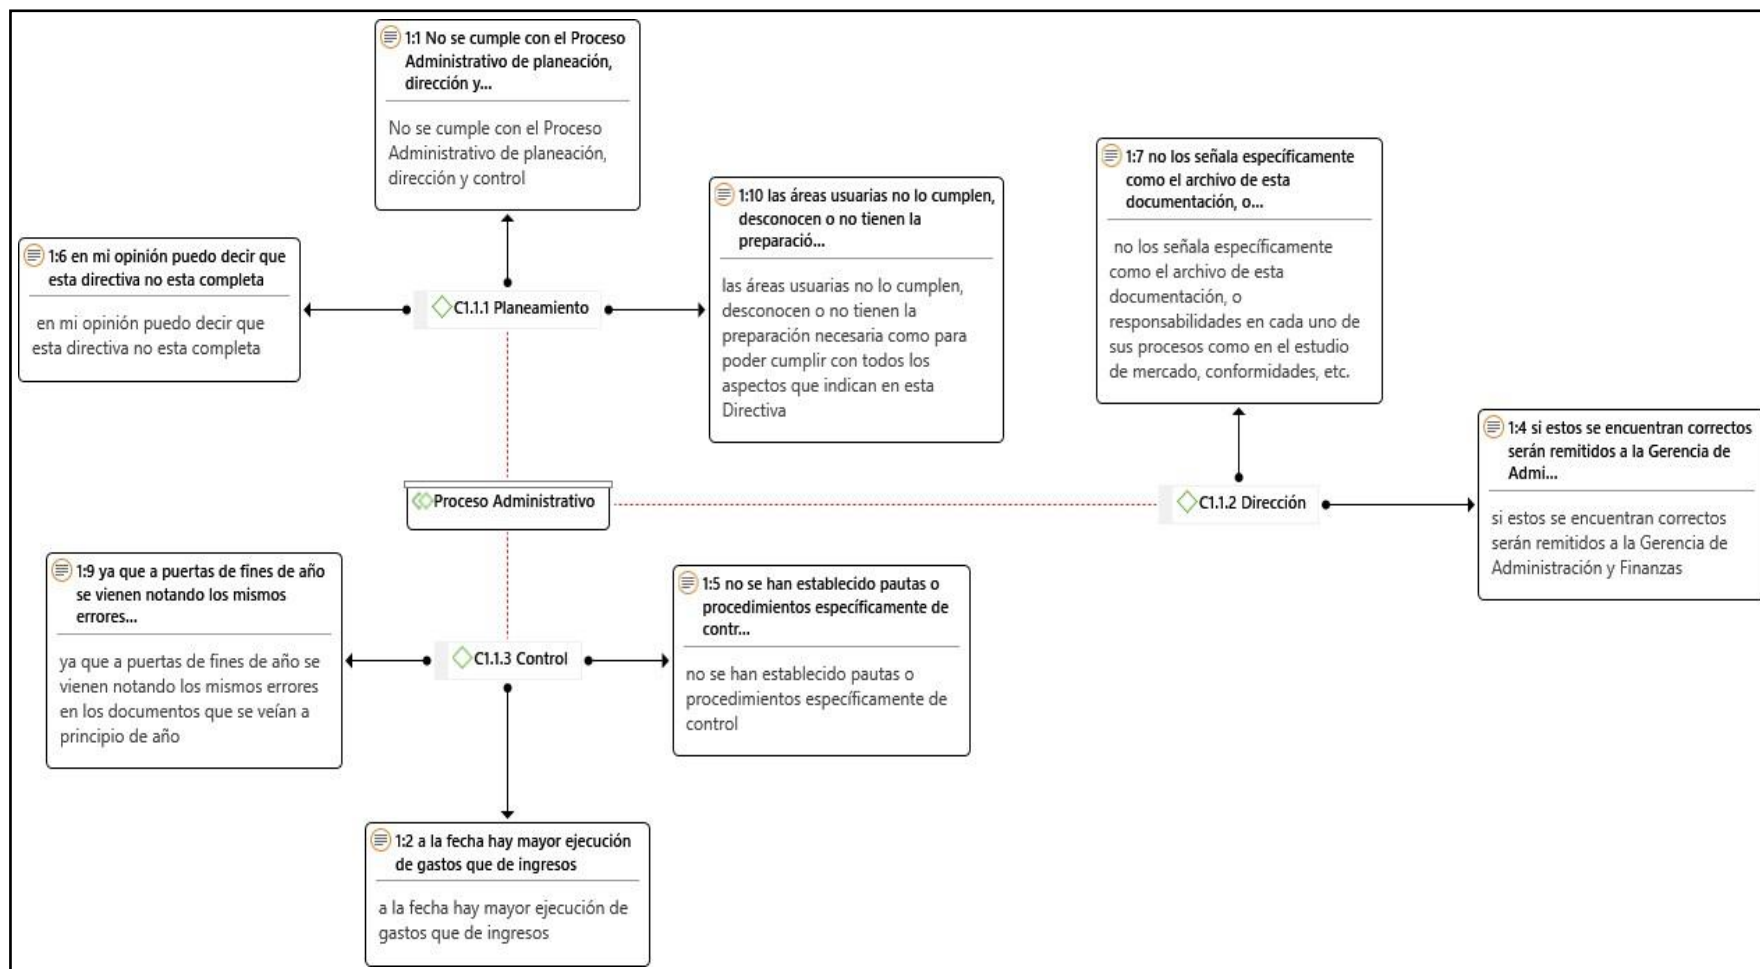 1:1 No se cumple con el Proceso
Administrativo de planeación,
dirección y...
No se cumple con el Proceso
Administrativo de planeación,
dirección y control
1:10 las áreas usuarias no lo cumplen,
desconocen o no tienen la
preparació...
las áreas usuarias no lo cumplen,
desconocen o no tienen la
preparación necesaria como para
poder cumplir con todos los
aspectos que indican en esta
Directiva
1:6 en mi opinión puedo decir que
esta directiva no esta completa
en mi opinión puedo decir que
esta directiva no esta completa
C1.1.1 Planeamiento
1:7 no los señala específicamente
como el archivo de esta
documentación, o...
no los señala específicamente
como el archivo de esta
documentación, o
responsabilidades en cada uno de
sus procesos como en el estudio
de mercado, conformidades, etc.
1:4 si estos se encuentran correctos
serán remitidos a la Gerencia de
Admi...
si estos se encuentran correctos
serán remitidos a la Gerencia de
Administración y Finanzas
Proceso Administrativo
C1.1.2 Dirección
1:9 ya que a puertas de fines de año
se vienen notando los mismos
errores...
ya que a puertas de fines de año se
vienen notando los mismos errores
en los documentos que se veían a
principio de año
C1.1.3 Control
1:5 no se han establecido pautas o
procedimientos específicamente de
contr...
no se han establecido pautas o
procedimientos específicamente de
control
1:2 a la fecha hay mayor ejecución
de gastos que de ingresos
a la fecha hay mayor ejecución de
gastos que de ingresos